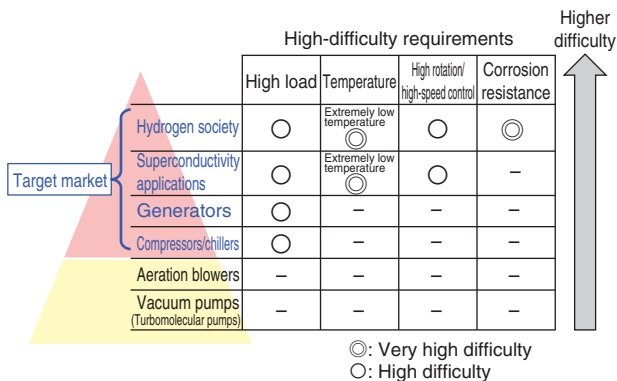 Higher
difficulty
High-difficulty requirements
High load Temperature High rotation/ high-speed control Corrosion resistance
Hydrogen society ○ Extremely low temperature ◎ ○ ◎
Superconductivity applications ○ Extremely low temperature ◎ ○ –
Target market
Generators ○ – – –
Compressors/chillers ○ – – –
Aeration blowers – – – –
Vacuum pumps (Turbomolecular pumps) – – – –
◎: Very high difficulty
○: High difficulty